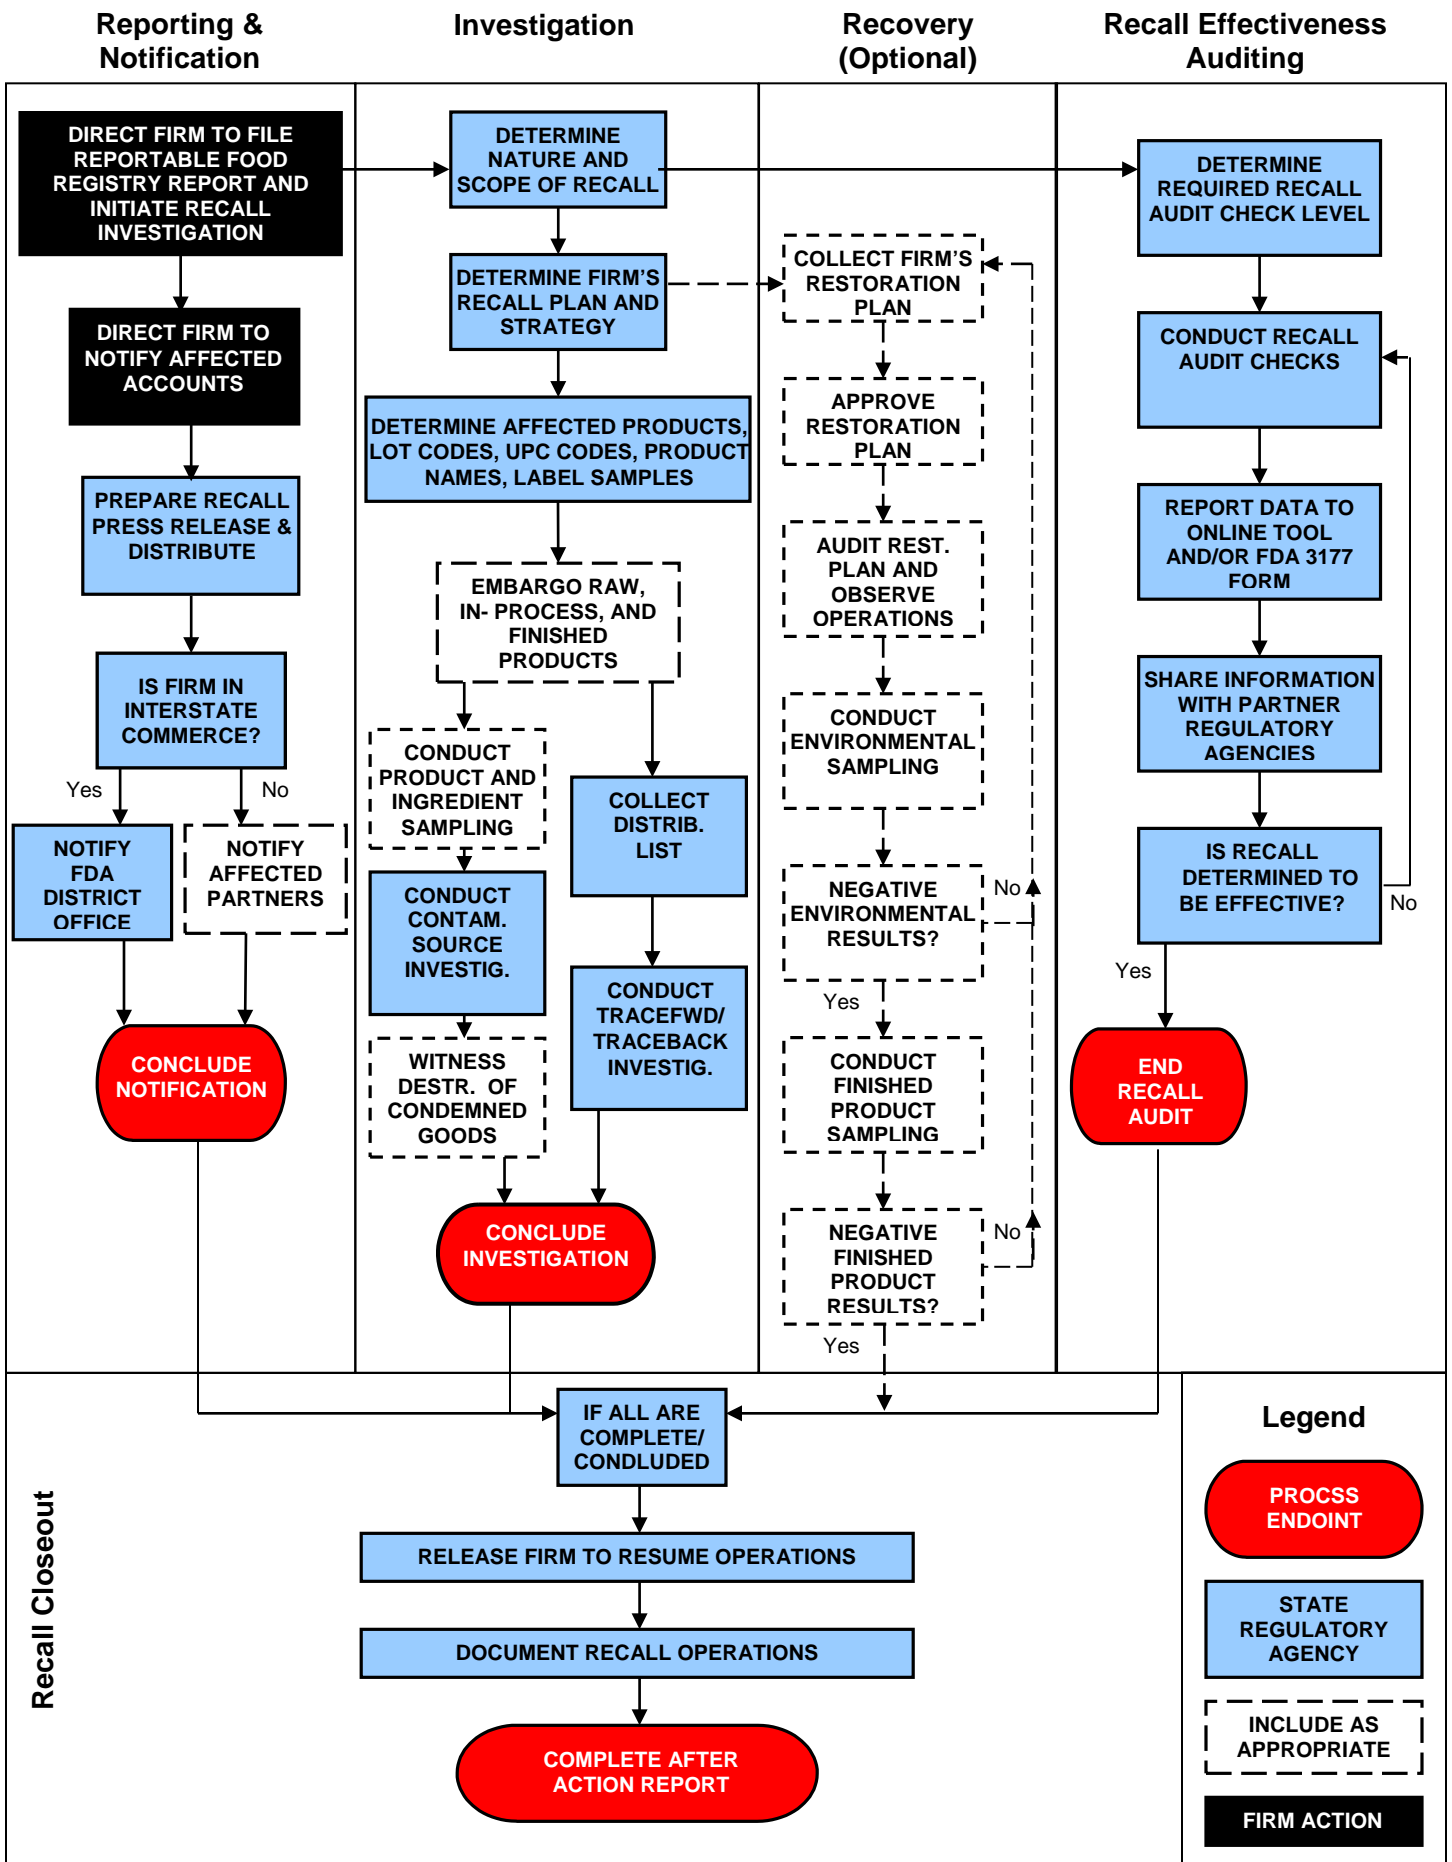 Reporting &
Notification
Investigation
Recovery
(Optional)
Recall Effectiveness
Auditing
DIRECT FIRM TO FILE
REPORTABLE FOOD
REGISTRY REPORT AND
INITIATE RECALL
INVESTIGATION
DIRECT FIRM TO
NOTIFY AFFECTED
ACCOUNTS
PREPARE RECALL
PRESS RELEASE &
DISTRIBUTE
IS FIRM IN
INTERSTATE
COMMERCE?
Yes
No
NOTIFY
FDA
DISTRICT
OFFICE
NOTIFY
AFFECTED
PARTNERS
CONCLUDE
NOTIFICATION
DETERMINE
NATURE AND
SCOPE OF RECALL
DETERMINE FIRM'S
RECALL PLAN AND
STRATEGY
DETERMINE AFFECTED PRODUCTS,
LOT CODES, UPC CODES, PRODUCT
NAMES, LABEL SAMPLES
EMBARGO RAW,
IN- PROCESS, AND
FINISHED
PRODUCTS
CONDUCT
PRODUCT AND
INGREDIENT
SAMPLING
CONDUCT
CONTAM.
SOURCE
INVESTIG.
WITNESS
DESTR. OF
CONDEMNED
GOODS
COLLECT
DISTRIB.
LIST
CONDUCT
TRACEFWD/
TRACEBACK
INVESTIG.
CONCLUDE
INVESTIGATION
COLLECT FIRM'S
RESTORATION
PLAN
APPROVE
RESTORATION
PLAN
AUDIT REST.
PLAN AND
OBSERVE
OPERATIONS
CONDUCT
ENVIRONMENTAL
SAMPLING
NEGATIVE
ENVIRONMENTAL
RESULTS?
No
Yes
CONDUCT
FINISHED
PRODUCT
SAMPLING
NEGATIVE
FINISHED
PRODUCT
RESULTS?
No
Yes
DETERMINE
REQUIRED RECALL
AUDIT CHECK LEVEL
CONDUCT RECALL
AUDIT CHECKS
REPORT DATA TO
ONLINE TOOL
AND/OR FDA 3177
FORM
SHARE INFORMATION
WITH PARTNER
REGULATORY
AGENCIES
IS RECALL
DETERMINED TO
BE EFFECTIVE?
No
Yes
END
RECALL
AUDIT
Recall Closeout
IF ALL ARE
COMPLETE/
CONDLUDED
RELEASE FIRM TO RESUME OPERATIONS
DOCUMENT RECALL OPERATIONS
COMPLETE AFTER
ACTION REPORT
Legend
PROCSS
ENDOINT
STATE
REGULATORY
AGENCY
INCLUDE AS
APPROPRIATE
FIRM ACTION